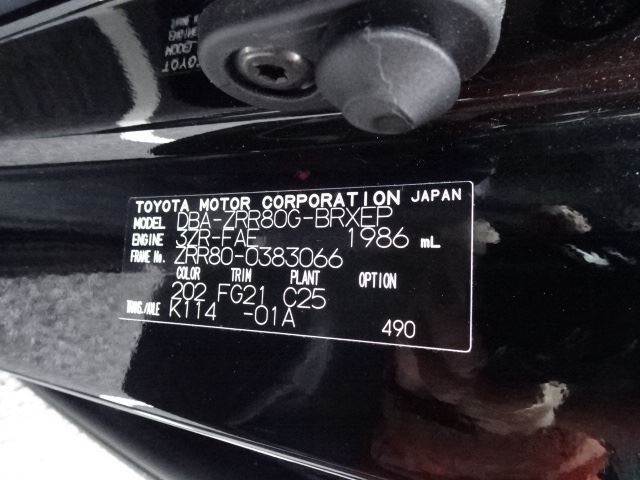 TOYOTA MOTOR CORPORATION JAPAN
MODEL DBA-ZRR80G-BRXEP
ENGINE 3ZR-FAE 1986 mL
FRAME No. ZRR80-0383066
COLOR TRIM PLANT OPTION
202 FG21 C25
TRANS./AXLE K114 -01A
490